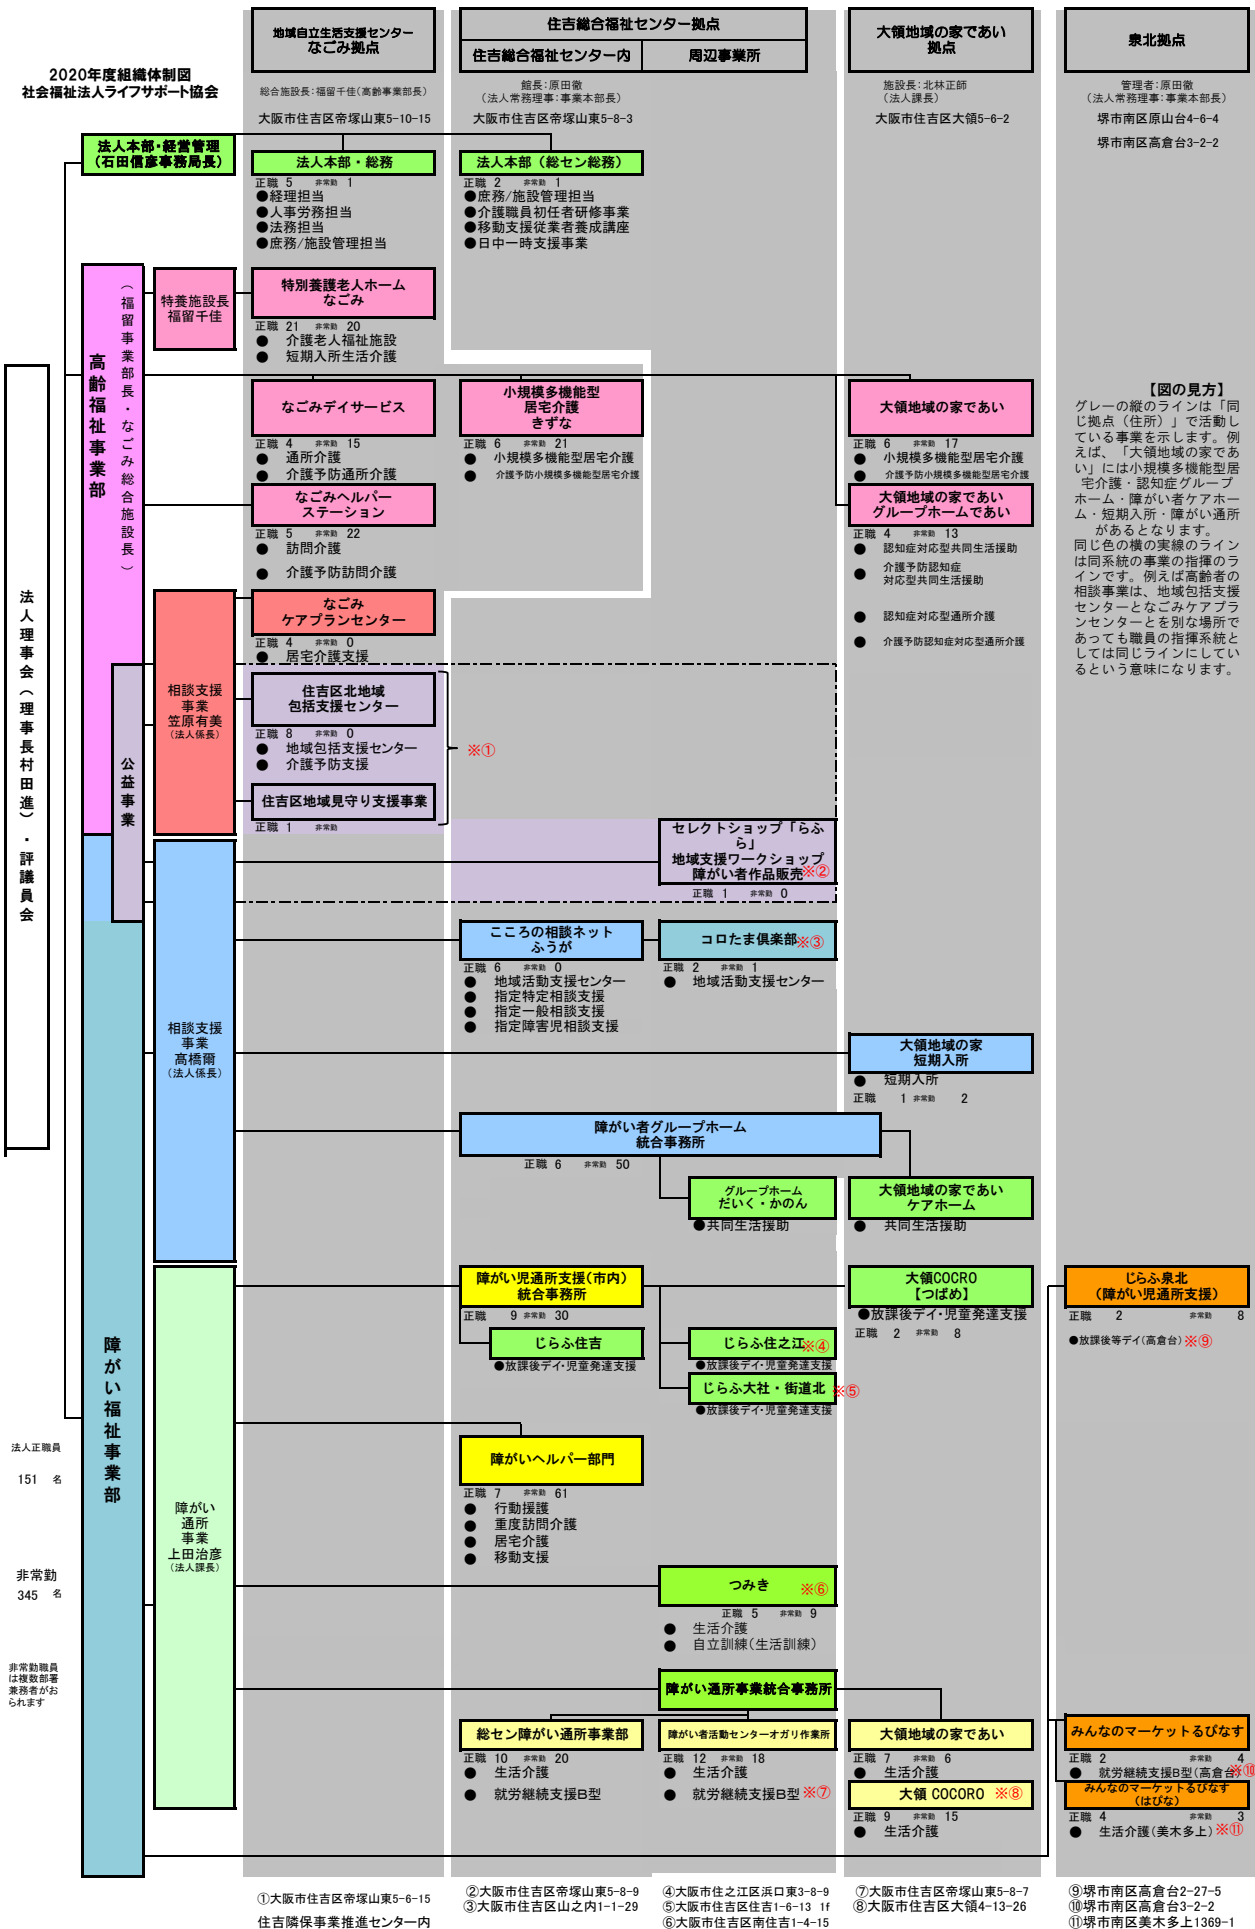 2020年度組織体制図
社会福祉法人ライフサポート協会
地域自立生活支援センター
なごみ拠点
総合施設長:福留千佳(高齢事業部長)
大阪市住吉区帝塚山東5-10-15
住吉総合福祉センター拠点
住吉総合福祉センター内
周辺事業所
館長:原田徹
(法人常務理事:事業本部長)
大阪市住吉区帝塚山東5-8-3
大領地域の家であい
拠点
施設長:北林正師
(法人課長)
大阪市住吉区大領5-6-2
泉北拠点
管理者:原田徹
(法人常務理事:事業本部長)
堺市南区原山台4-6-4
堺市南区高倉台3-2-2
法人本部・経営管理
(石田信彦事務局長)
法人本部・総務
正職 5 非常勤 1
●経理担当
●人事労務担当
●法務担当
●庶務/施設管理担当
法人本部(総セン総務)
正職 2 非常勤 1
●庶務/施設管理担当
●介護職員初任者研修事業
●移動支援従業者養成講座
●日中一時支援事業
法人理事会(理事長村田進)・評議員会
高齢福祉事業部
(福留事業部長・なごみ総合施設長)
特養施設長
福留千佳
特別養護老人ホーム
なごみ
正職 21 非常勤 20
● 介護老人福祉施設
● 短期入所生活介護
なごみデイサービス
正職 4 非常勤 15
● 通所介護
● 介護予防通所介護
小規模多機能型
居宅介護
きずな
正職 6 非常勤 21
● 小規模多機能型居宅介護
● 介護予防小規模多機能型居宅介護
大領地域の家であい
正職 6 非常勤 17
● 小規模多機能型居宅介護
● 介護予防小規模多機能型居宅介護
なごみヘルパー
ステーション
正職 5 非常勤 22
● 訪問介護
● 介護予防訪問介護
大領地域の家であい
グループホームであい
正職 4 非常勤 13
● 認知症対応型共同生活援助
● 介護予防認知症
対応型共同生活援助
● 認知症対応型通所介護
● 介護予防認知症対応型通所介護
【図の見方】
グレーの縦のラインは「同
じ拠点(住所)」で活動し
ている事業を示します。例
えば、「大領地域の家であ
い」には小規模多機能型居
宅介護・認知症グループ
ホーム・障がい者ケアホー
ム・短期入所・障がい通所
があるとなります。
同じ色の横の実線のライン
は同系統の事業の指揮のラ
インです。例えば高齢者の
相談事業は、地域包括支援
センターとなごみケアプラ
ンセンターとを別な場所で
あっても職員の指揮系統と
しては同じラインにしてい
るという意味になります。
相談支援
事業
笠原有美
(法人係長)
なごみ
ケアプランセンター
正職 4 非常勤 0
● 居宅介護支援
公益事業
住吉区北地域
包括支援センター
正職 8 非常勤 0
● 地域包括支援センター
● 介護予防支援
※①
住吉区地域見守り支援事業
正職 1 非常勤
セレクトショップ「らふ
ら」
地域支援ワークショップ
障がい者作品販売※②
正職 1 非常勤 0
障がい福祉事業部
相談支援
事業
髙橋爾
(法人係長)
こころの相談ネット
ふうが
正職 6 非常勤 0
● 地域活動支援センター
● 指定特定相談支援
● 指定一般相談支援
● 指定障害児相談支援
コロたま倶楽部※③
正職 2 非常勤 1
● 地域活動支援センター
大領地域の家
短期入所
● 短期入所
正職 1 非常勤 2
障がい者グループホーム
統合事務所
正職 6 非常勤 50
グループホーム
だいく・かのん
●共同生活援助
大領地域の家であい
ケアホーム
● 共同生活援助
障がい
通所
事業
上田治彦
(法人課長)
障がい児通所支援(市内)
統合事務所
正職 9 非常勤 30
じらふ住吉
●放課後デイ・児童発達支援
じらふ住之江※④
●放課後デイ・児童発達支援
じらふ大社・街道北※⑤
●放課後デイ・児童発達支援
大領COCRO
【つばめ】
●放課後デイ・児童発達支援
正職 2 非常勤 8
じらふ泉北
(障がい児通所支援)
正職 2 非常勤 8
●放課後等デイ(高倉台)※⑨
障がいヘルパー部門
正職 7 非常勤 61
● 行動援護
● 重度訪問介護
● 居宅介護
● 移動支援
つみき ※⑥
正職 5 非常勤 9
● 生活介護
● 自立訓練(生活訓練)
障がい通所事業統合事務所
総セン障がい通所事業部
正職 10 非常勤 20
● 生活介護
● 就労継続支援B型
障がい者活動センターオガリ作業所
正職 12 非常勤 18
● 生活介護
● 就労継続支援B型※⑦
大領地域の家であい
正職 7 非常勤 6
● 生活介護
大領 COCORO ※⑧
正職 9 非常勤 15
● 生活介護
みんなのマーケットるぴなす
正職 2 非常勤 4
● 就労継続支援B型(高倉台)※⑩
みんなのマーケットるぴなす
(はぴな)
正職 4 非常勤 3
● 生活介護(美木多上)※⑪
法人正職員
151 名
非常勤
345 名
非常勤職員
は複数部署
兼務者がお
られます
①大阪市住吉区帝塚山東5-6-15
住吉隣保事業推進センター内
②大阪市住吉区帝塚山東5-8-9
③大阪市住吉区山之内1-1-29
④大阪市住之江区浜口東3-8-9
⑤大阪市住吉区住吉1-6-13 1f
⑥大阪市住吉区南住吉1-4-15
⑦大阪市住吉区帝塚山東5-8-7
⑧大阪市住吉区大領4-13-26
⑨堺市南区高倉台2-27-5
⑩堺市南区高倉台3-2-2
⑪堺市南区美木多上1369-1